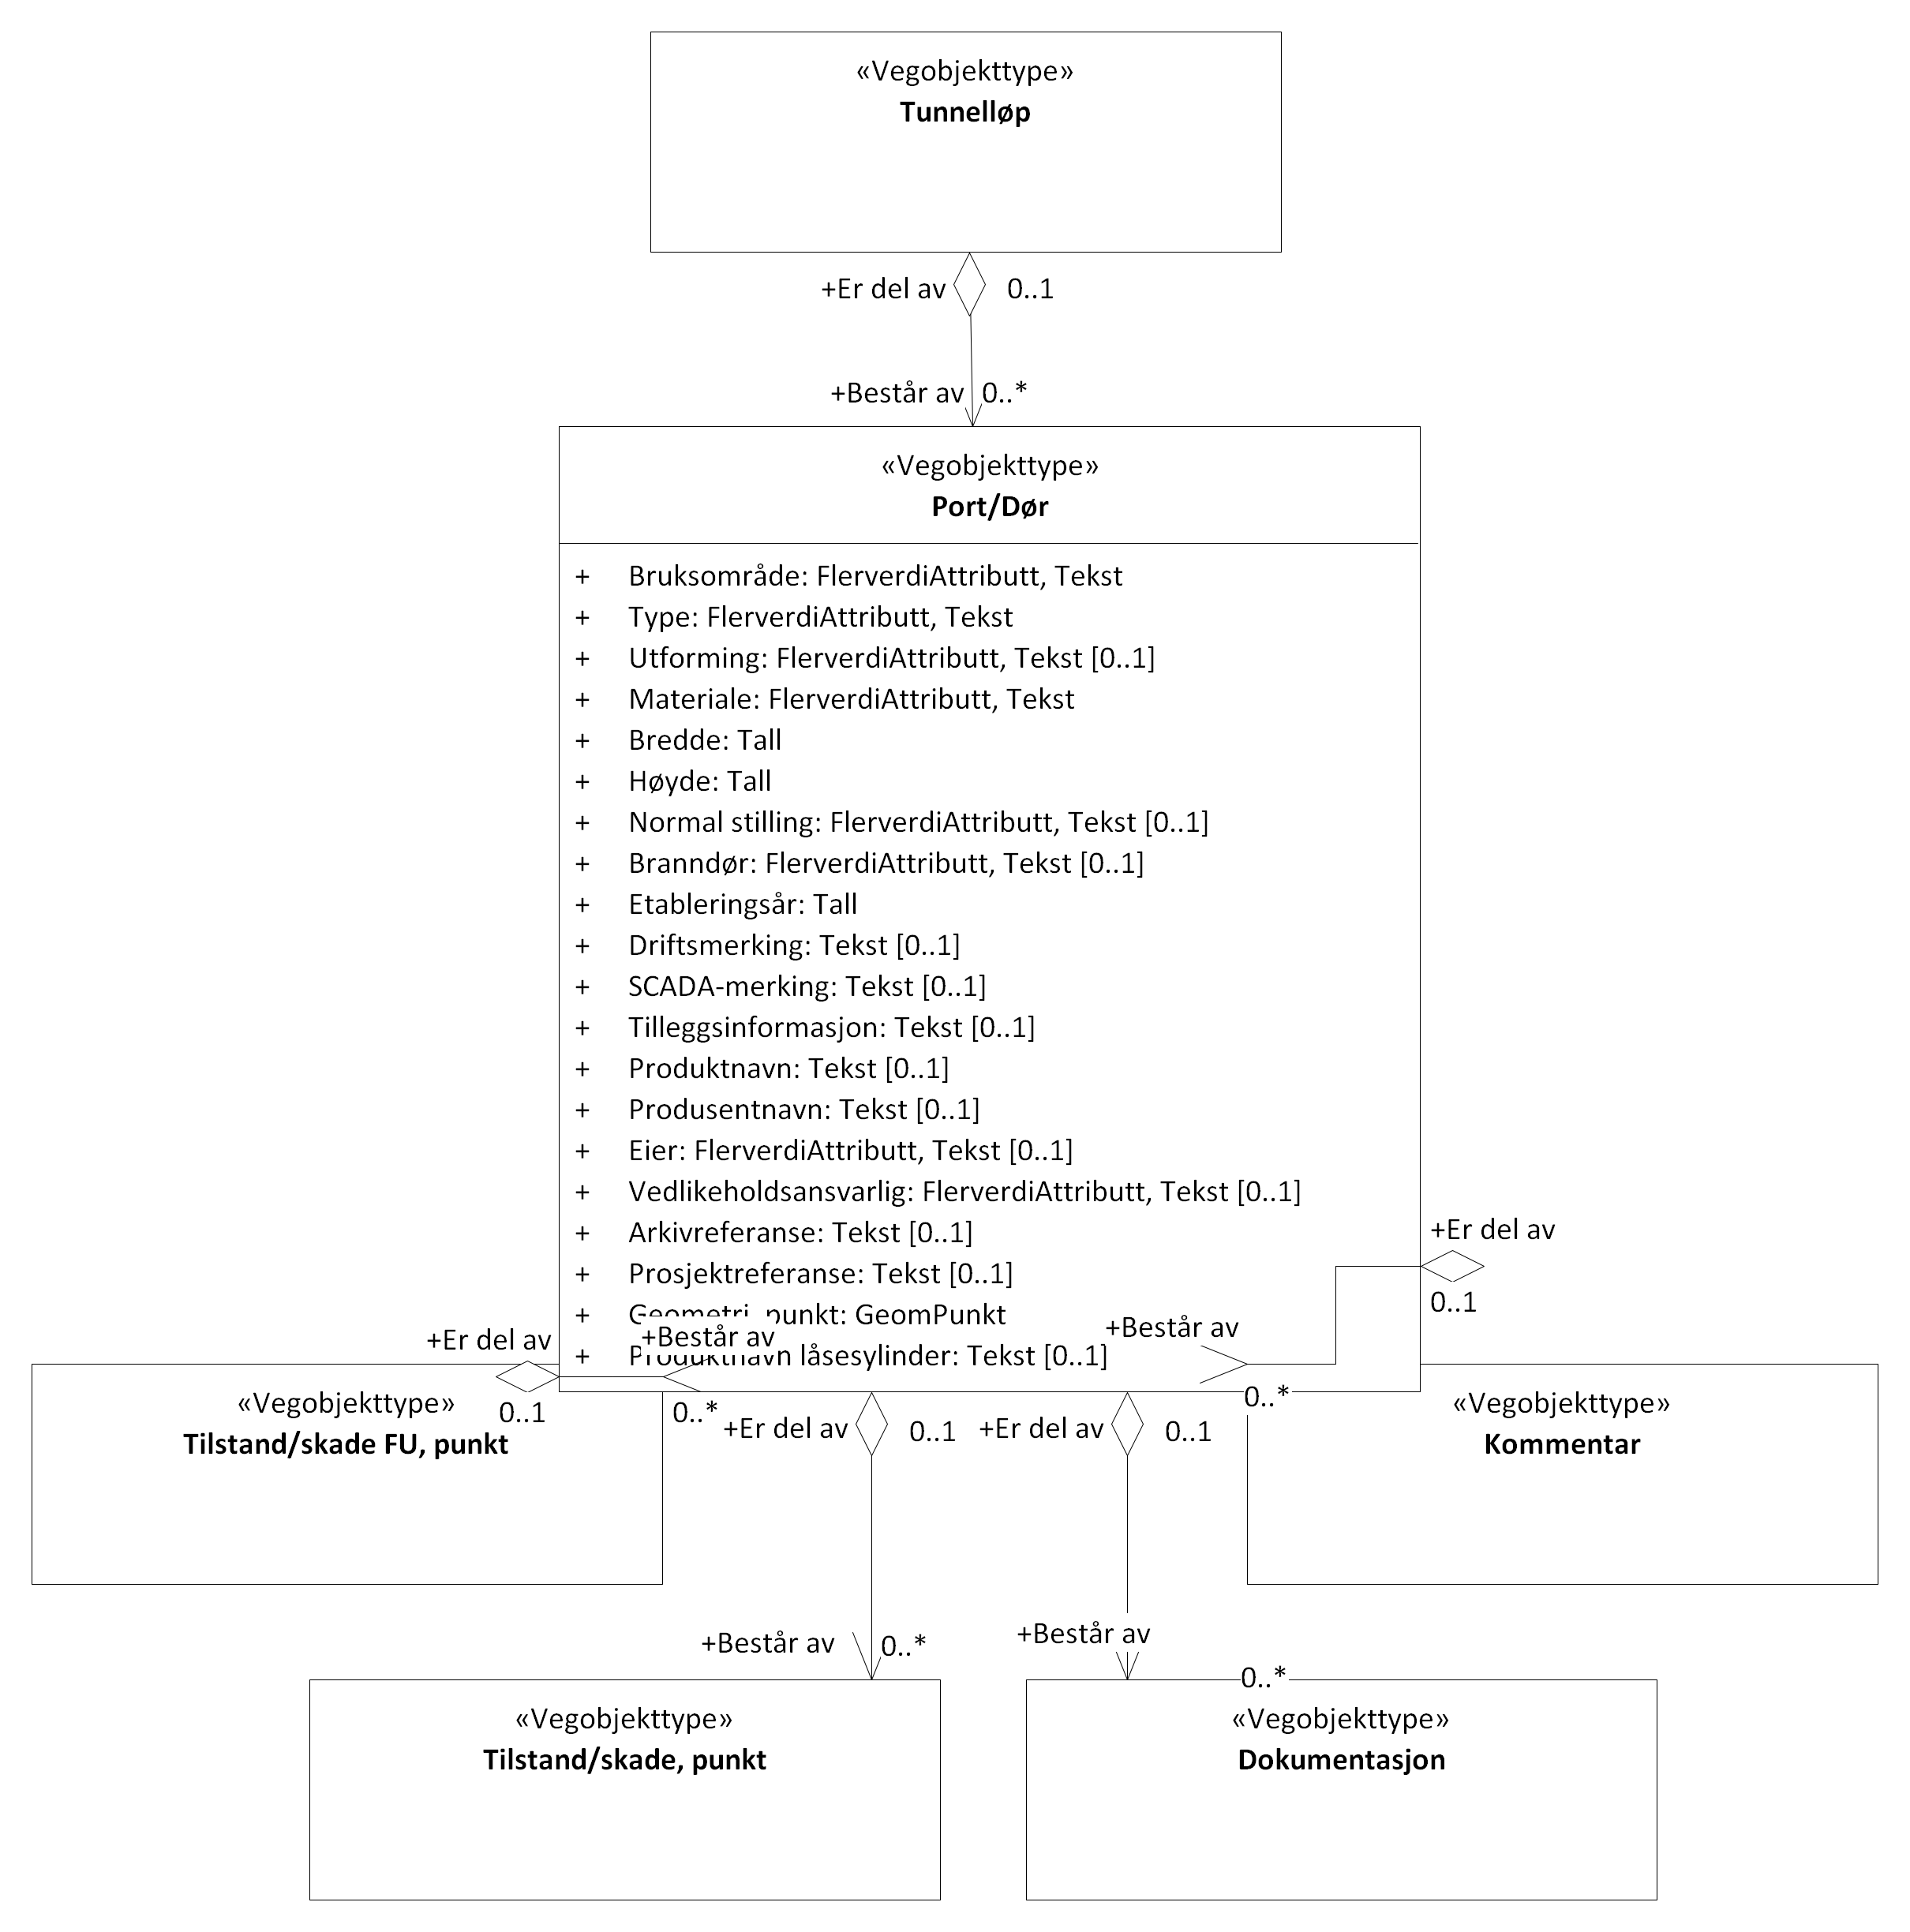 «Vegobjekttype»
Tunnelløp
+Er del av 0..1
+Består av 0..*
«Vegobjekttype»
Port/Dør
+ Bruksområde: FlerverdiAttributt, Tekst
+ Type: FlerverdiAttributt, Tekst
+ Utforming: FlerverdiAttributt, Tekst [0..1]
+ Materiale: FlerverdiAttributt, Tekst
+ Bredde: Tall
+ Høyde: Tall
+ Normal stilling: FlerverdiAttributt, Tekst [0..1]
+ Branndør: FlerverdiAttributt, Tekst [0..1]
+ Etableringsår: Tall
+ Driftsmerking: Tekst [0..1]
+ SCADA-merking: Tekst [0..1]
+ Tilleggsinformasjon: Tekst [0..1]
+ Produktnavn: Tekst [0..1]
+ Produsentnavn: Tekst [0..1]
+ Eier: FlerverdiAttributt, Tekst [0..1]
+ Vedlikeholdsansvarlig: FlerverdiAttributt, Tekst [0..1]
+ Arkivreferanse: Tekst [0..1]
+ Prosjektreferanse: Tekst [0..1]
+ Geometri, punkt: GeomPunkt
+ Produktnavn låsesylinder: Tekst [0..1]
+Er del av
0..1
+Består av
0..*
+Er del av
0..1
+Består av
0..*
«Vegobjekttype»
Tilstand/skade FU, punkt
«Vegobjekttype»
Kommentar
+Er del av 0..1
+Består av 0..*
+Er del av 0..1
+Består av
0..*
«Vegobjekttype»
Tilstand/skade, punkt
«Vegobjekttype»
Dokumentasjon